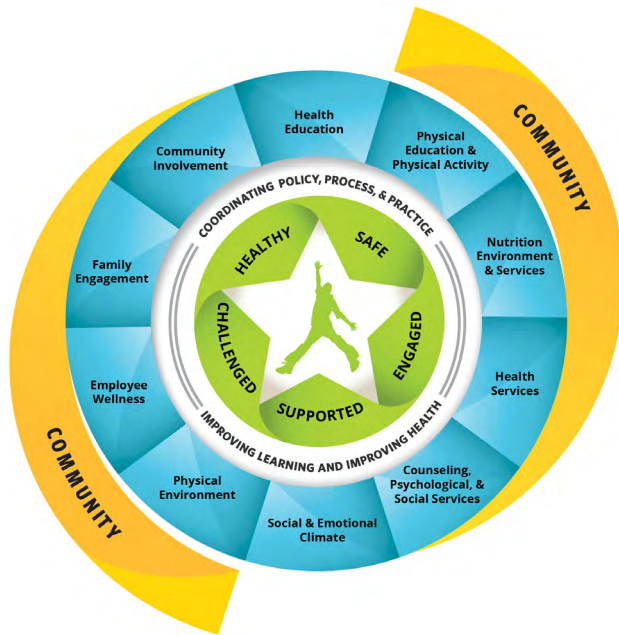 COMMUNITY
Health
Education
Physical
Education &
Physical Activity
Nutrition
Environment
& Services
Health
Services
Counseling,
Psychological, &
Social Services
Social & Emotional
Climate
Physical
Environment
Employee
Wellness
Family
Engagement
Community
Involvement
COMMUNITY
COORDINATING POLICY, PROCESS, & PRACTICE
IMPROVING LEARNING AND IMPROVING HEALTH
HEALTHY
SAFE
ENGAGED
SUPPORTED
CHALLENGED